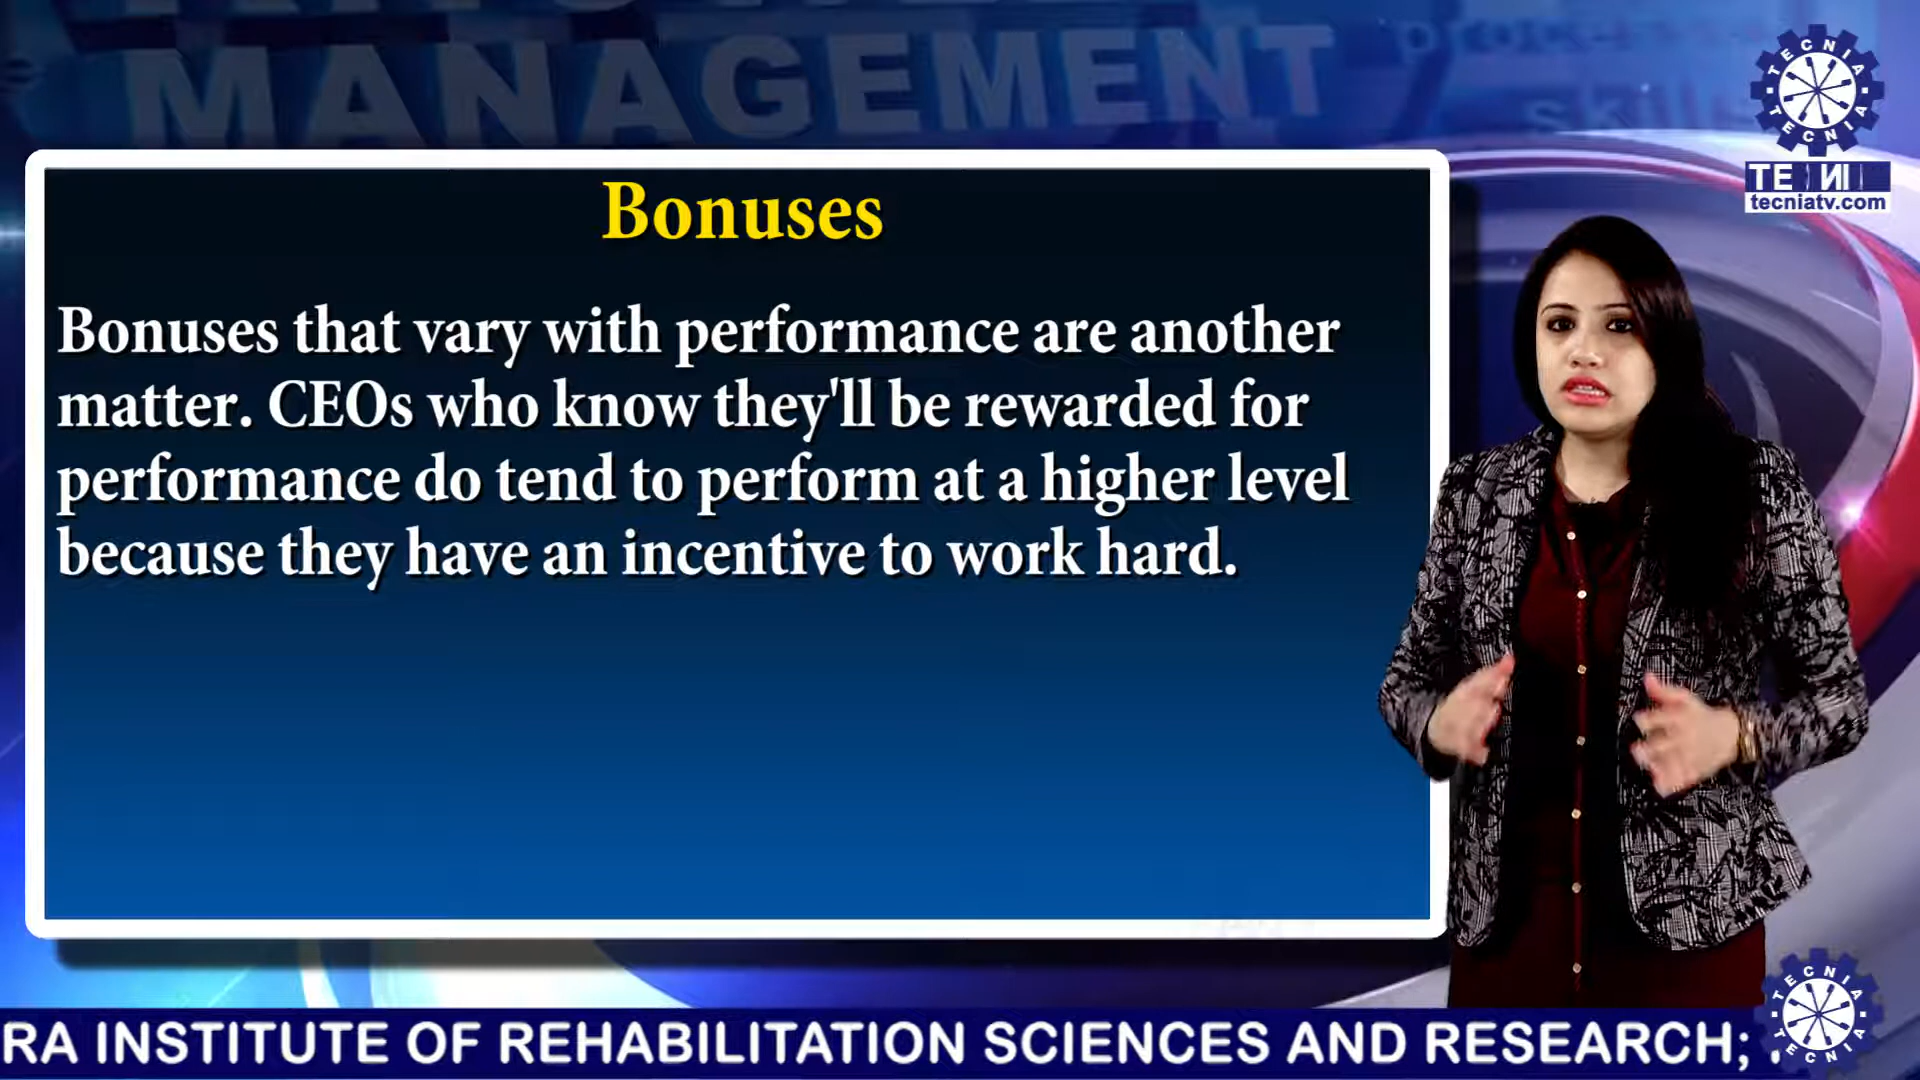 MANAGEMENT
skills
TECNIA
TECNIA
tecniatv.com
Bonuses
Bonuses that vary with performance are another
matter. CEOs who know they'll be rewarded for
performance do tend to perform at a higher level
because they have an incentive to work hard.
RA INSTITUTE OF REHABILITATION SCIENCES AND RESEARCH;
TECNIA
TECNIA